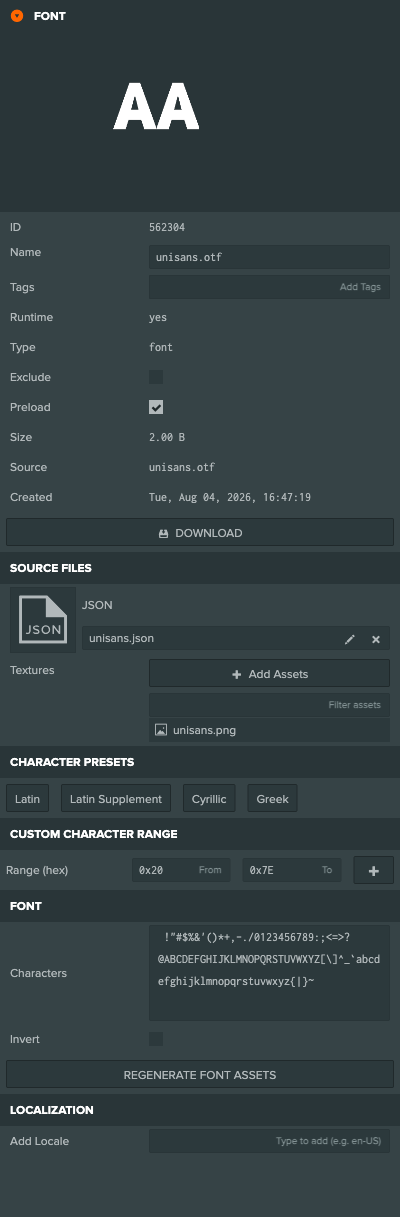 FONT
AA
ID 562304
Name unisans.otf
Tags Add Tags
Runtime yes
Type font
Exclude
Preload
Size 2.00 B
Source unisans.otf
Created Tue, Aug 04, 2026, 16:47:19
DOWNLOAD
SOURCE FILES
JSON
JSON
unisans.json
Textures Add Assets
Filter assets
unisans.png
CHARACTER PRESETS
Latin Latin Supplement Cyrillic Greek
CUSTOM CHARACTER RANGE
Range (hex) 0x20 From 0x7E To
FONT
!"#$%&'()*+,-./0123456789:;<=>?
@ABCDEFGHIJKLMNOPQRSTUVWXYZ[\]^_`abcd
Characters
efghijklmnopqrstuvwxyz{|}~
Invert
REGENERATE FONT ASSETS
LOCALIZATION
Add Locale Type to add (e.g. en-US)